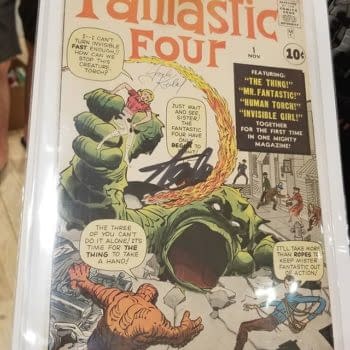 FANTASTIC
FOUR
I--I CAN'T
TURN INVISIBLE
FAST ENOUGH!
HOW CAN WE
STOP THIS
CREATURE,
TORCH?
1
NOV
10¢
FEATURING:
"THE THING!"
"MR. FANTASTIC!"
"HUMAN TORCH!"
"INVISIBLE GIRL!"
TOGETHER
FOR THE FIRST TIME
IN ONE MIGHTY
MAGAZINE!
JUST WAIT
AND SEE,
SISTER!
THE
FANTASTIC
FOUR HAVE
ONLY
BEGUN TO
THE THREE OF YOU
CAN'T DO IT ALONE!
IT'S TIME FOR
THE THING TO
TAKE A HAND!
IT'LL TAKE MORE
THAN ROPES TO
KEEP MISTER
FANTASTIC OUT
OF ACTION!